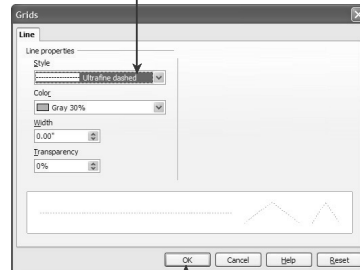 Grids
Line
Line properties
Style
Ultrafine dashed
Color
Gray 30%
Width
0.00"
Transparency
0%
OK Cancel Help Reset